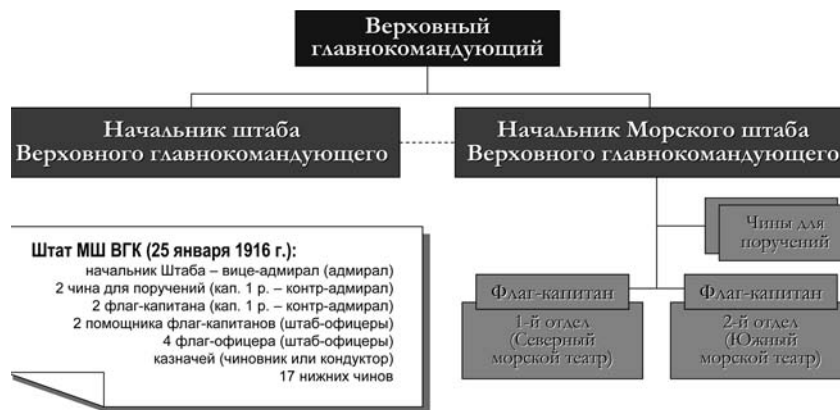 Верховный
главнокомандующий
Начальник штаба
Верховного главнокомандующего
Начальник Морского штаба
Верховного главнокомандующего
Чины для
поручений
Штат МШ ВГК (25 января 1916 г.):
начальник Штаба – вице-адмирал (адмирал)
2 чина для поручений (кап. 1 р. – контр-адмирал)
2 флаг-капитана (кап. 1 р. – контр-адмирал)
2 помощника флаг-капитанов (штаб-офицеры)
4 флаг-офицера (штаб-офицеры)
казначей (чиновник или кондуктор)
17 нижних чинов
Флаг-капитан
1-й отдел
(Северный
морской театр)
Флаг-капитан
2-й отдел
(Южный
морской театр)